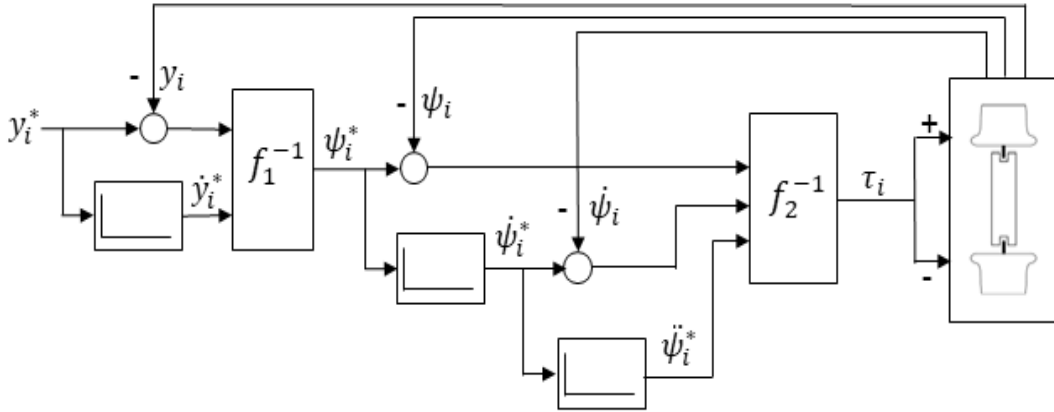 - y_i
- ψ_i
y_i^*
f_1^{-1}
ψ_i^*
ẏ_i^*
- ψ̇_i
ψ̇_i^*
f_2^{-1}
τ_i
+
-
ψ̈_i^*